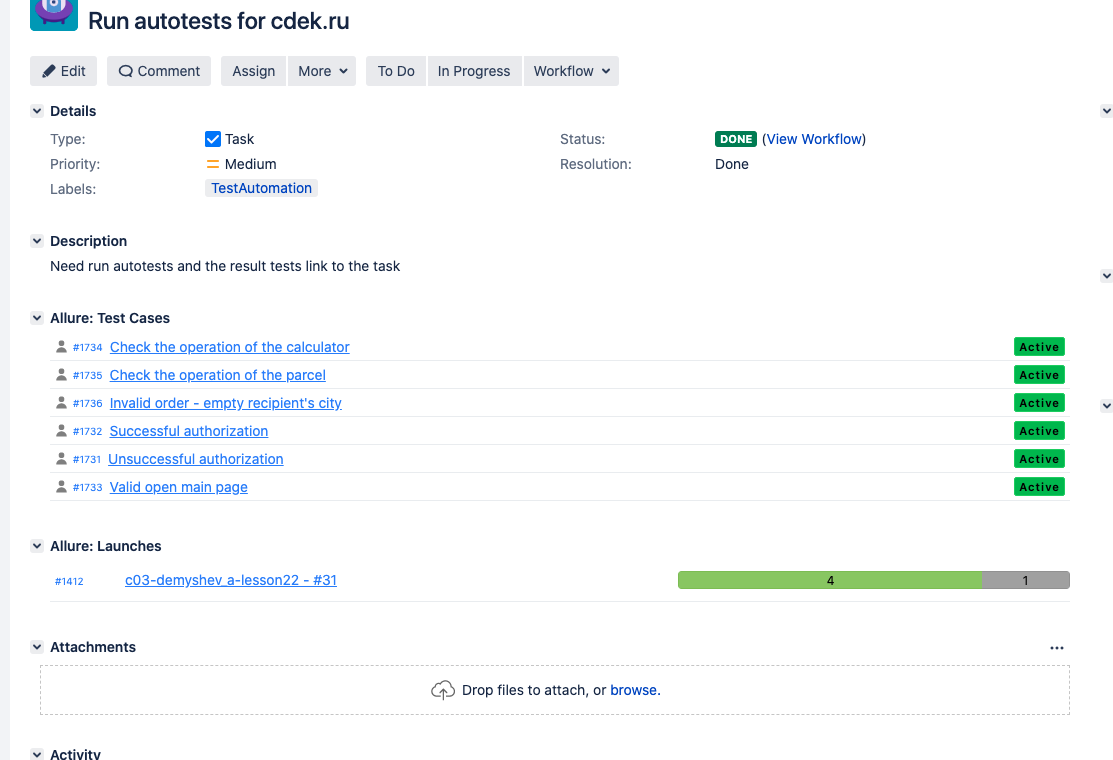 Run autotests for cdek.ru
Edit Comment Assign More To Do In Progress Workflow
Details
Type: Task Status: DONE (View Workflow)
Priority: Medium Resolution: Done
Labels: TestAutomation
Description
Need run autotests and the result tests link to the task
Allure: Test Cases
#1734 Check the operation of the calculator Active
#1735 Check the operation of the parcel Active
#1736 Invalid order - empty recipient's city Active
#1732 Successful authorization Active
#1731 Unsuccessful authorization Active
#1733 Valid open main page Active
Allure: Launches
#1412 c03-demyshev_a-lesson22 - #31 4 1
Attachments
Drop files to attach, or browse.
Activity